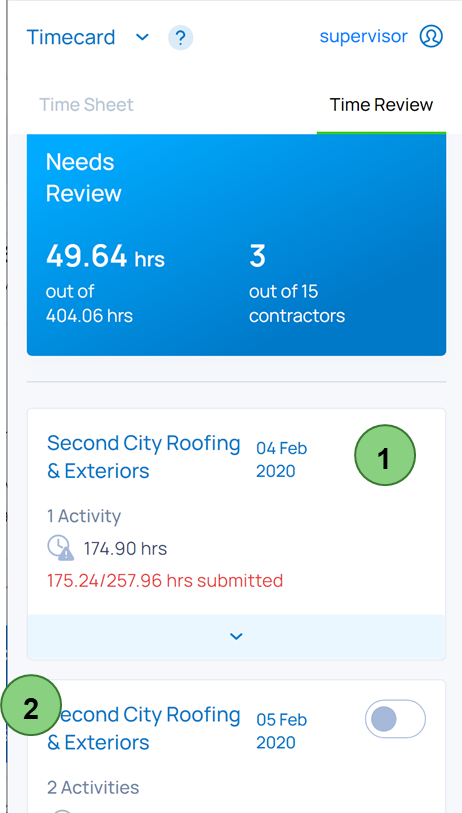 Timecard ?
supervisor
Time Sheet
Time Review
Needs
Review
49.64 hrs
out of
404.06 hrs
3
out of 15
contractors
Second City Roofing
& Exteriors
04 Feb
2020
1
1 Activity
174.90 hrs
175.24/257.96 hrs submitted
2
econd City Roofing
& Exteriors
05 Feb
2020
2 Activities